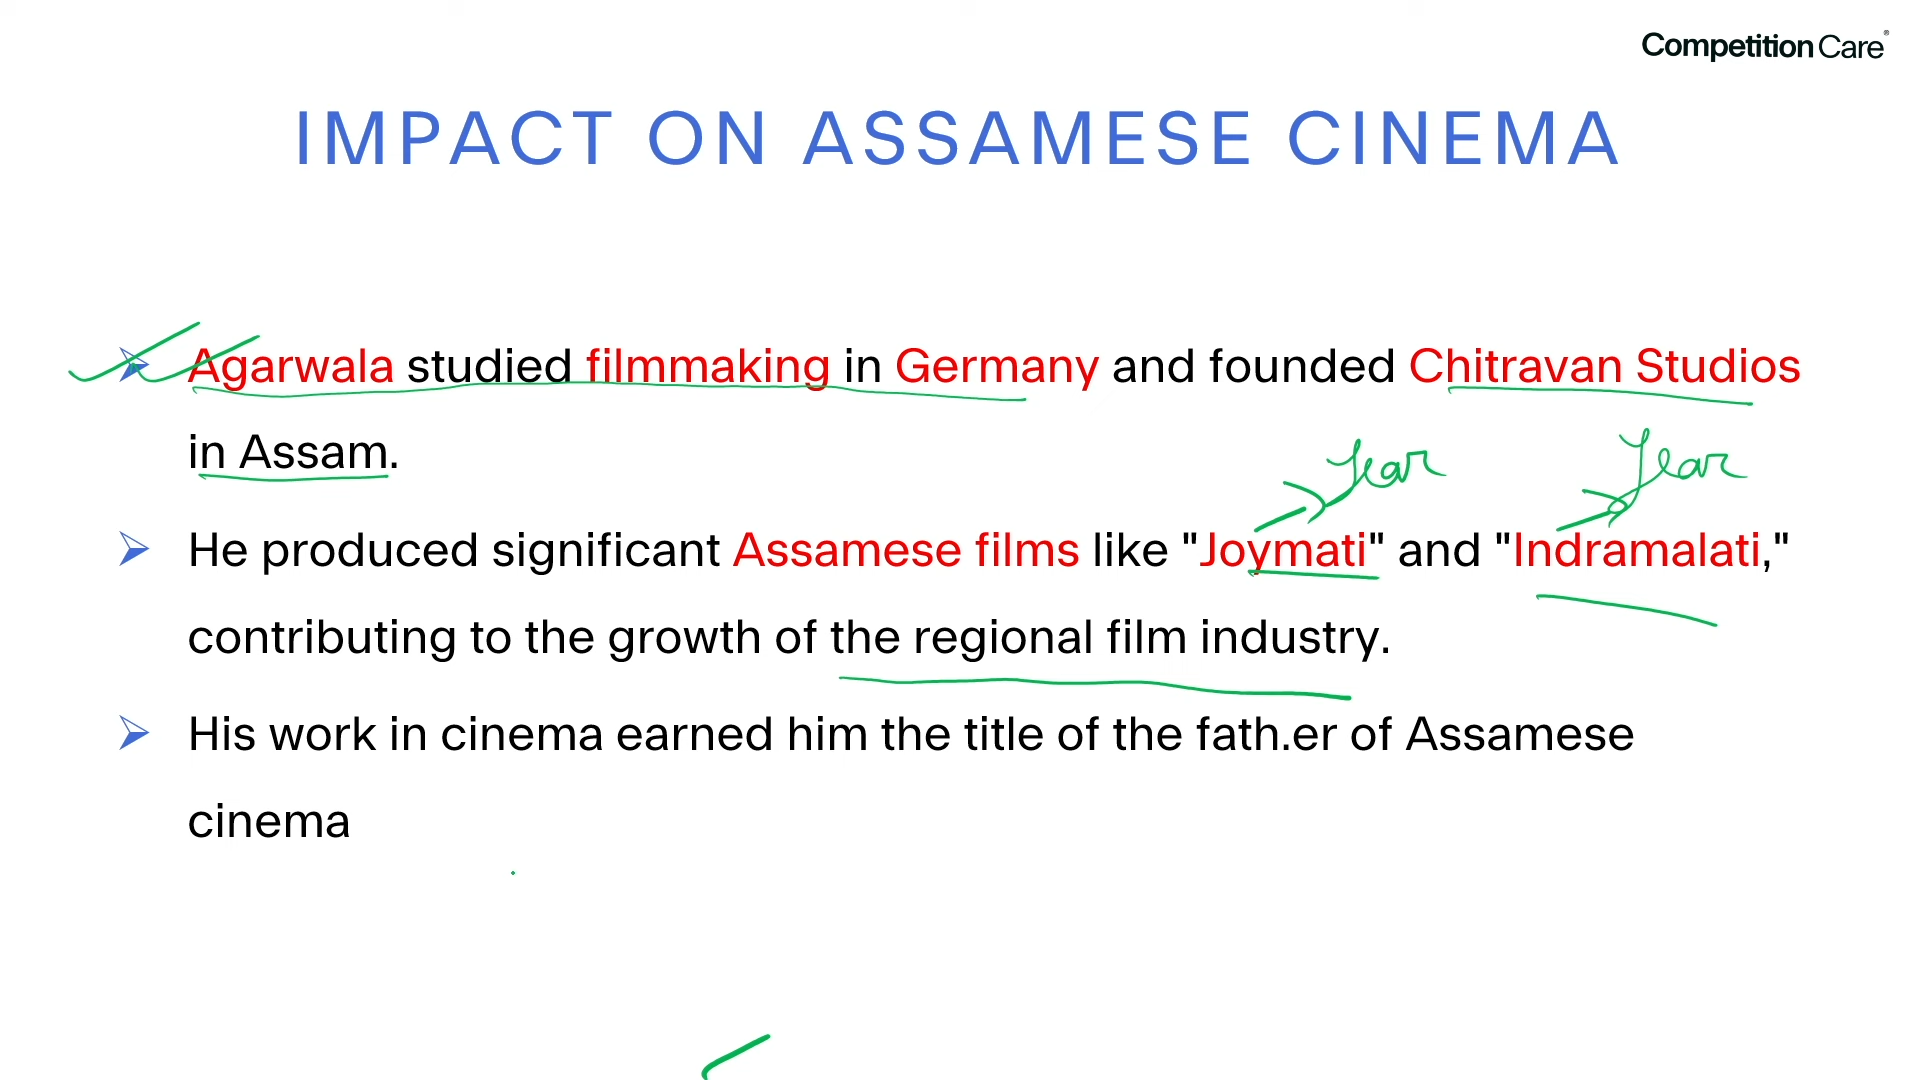 Competition Care®
IMPACT ON ASSAMESE CINEMA
Agarwala studied filmmaking in Germany and founded Chitravan Studios
in Assam.
Year Year
He produced significant Assamese films like "Joymati" and "Indramalati,"
contributing to the growth of the regional film industry.
His work in cinema earned him the title of the fath.er of Assamese
cinema